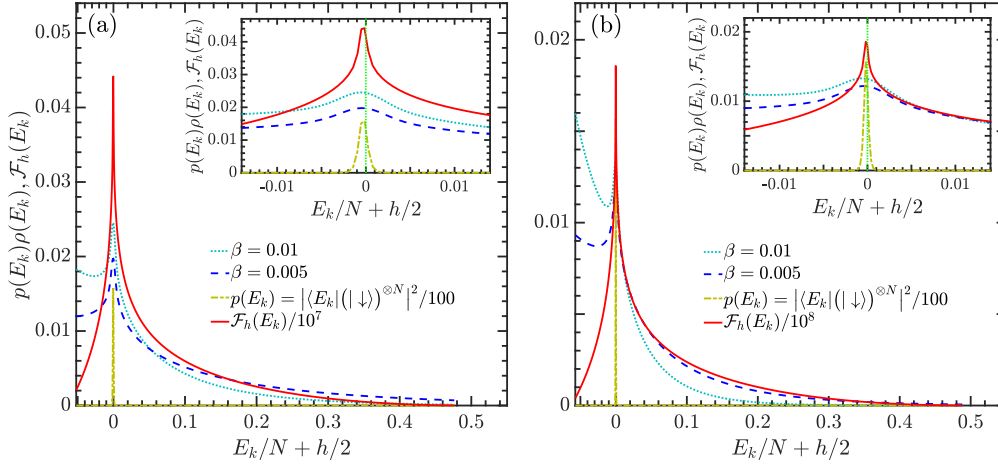 (a)
p(E_k)ρ(E_k), 𝓕_h(E_k)
0.05
0.04
0.03
0.02
0.01
0
0 0.1 0.2 0.3 0.4 0.5
E_k/N + h/2
p(E_k)ρ(E_k), 𝓕_h(E_k)
0.04
0.03
0.02
0.01
0
-0.01 0 0.01
E_k/N + h/2
β = 0.01
β = 0.005
p(E_k) = |⟨E_k|(|↓⟩)^{⊗N}|²/100
𝓕_h(E_k)/10⁷
(b)
0.02
0.01
0
0 0.1 0.2 0.3 0.4 0.5
E_k/N + h/2
p(E_k)ρ(E_k), 𝓕_h(E_k)
0.02
0.01
0
-0.01 0 0.01
E_k/N + h/2
β = 0.01
β = 0.005
p(E_k) = |⟨E_k|(|↓⟩)^{⊗N}|²/100
𝓕_h(E_k)/10⁸